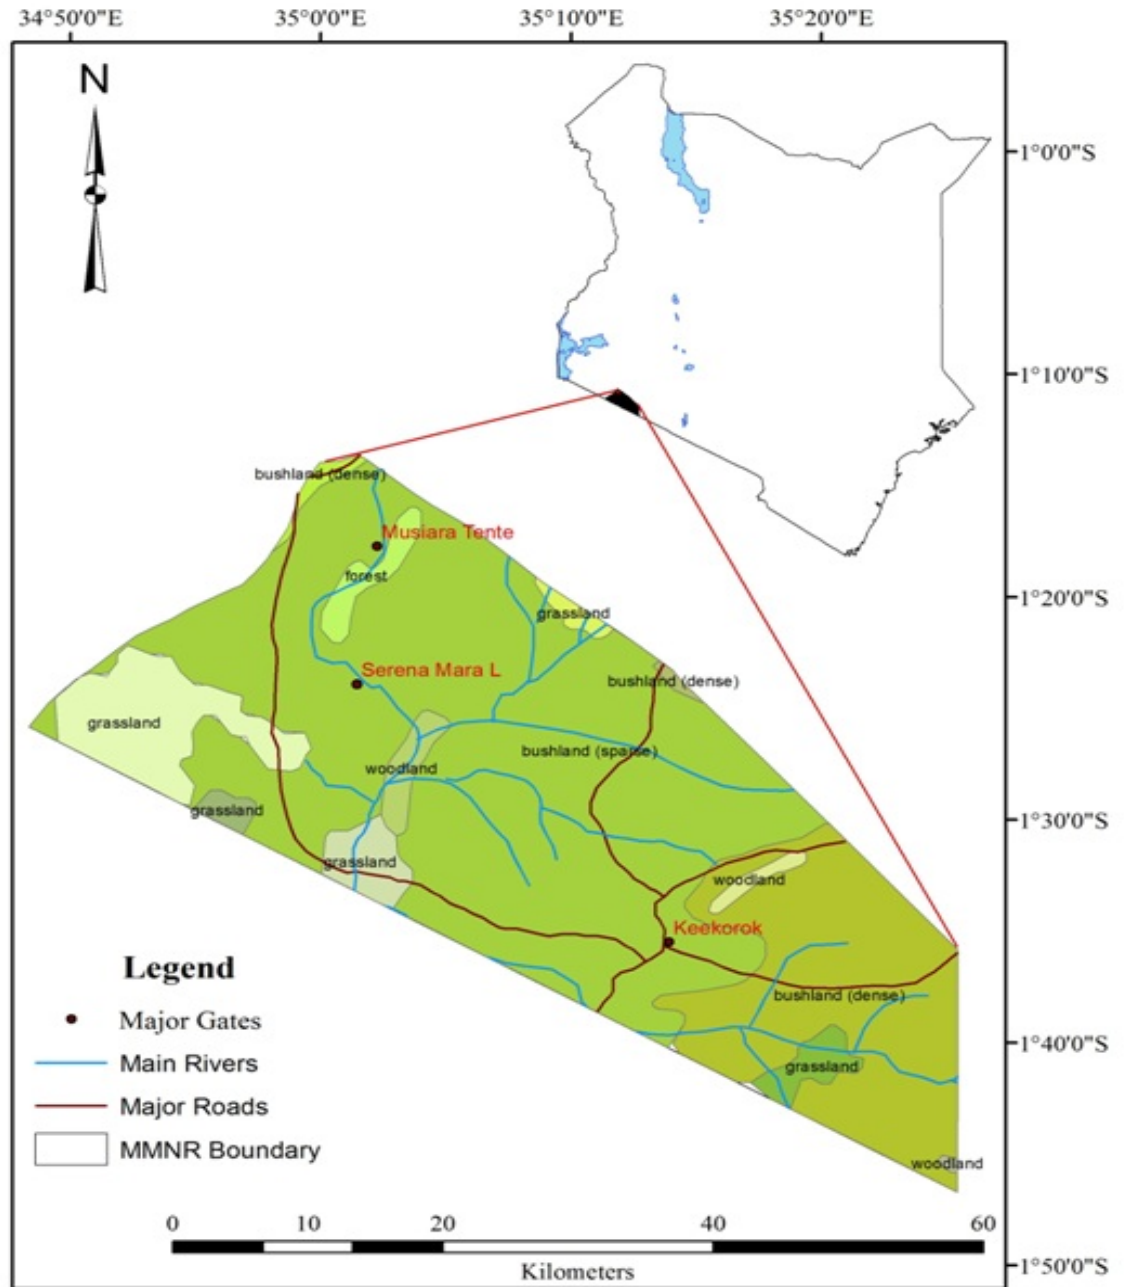 34°50'0"E 35°00'0"E 35°10'0"E 35°20'0"E
N
1°0'0"S
1°10'0"S
bushland (dense)
Musiara Tente
forest
1°20'0"S
grassland
Serena Mara L
bushland (dense)
grassland
bushland (sparse)
woodland
grassland
1°30'0"S
grassland
woodland
Keekorok
Legend
bushland (dense)
Major Gates
1°40'0"S
Main Rivers
grassland
Major Roads
MMNR Boundary
woodland
0 10 20 40 60
Kilometers
1°50'0"S